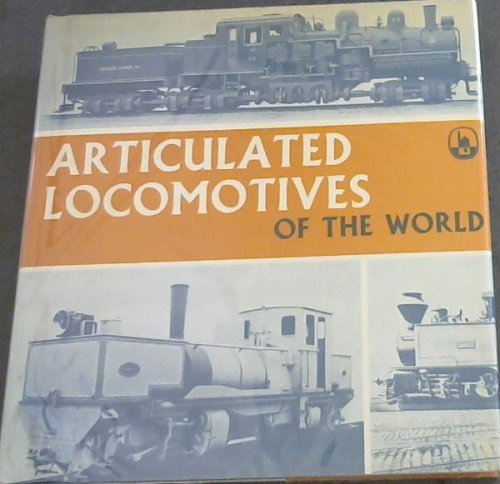 ARTICULATED
LOCOMOTIVES
OF THE WORLD